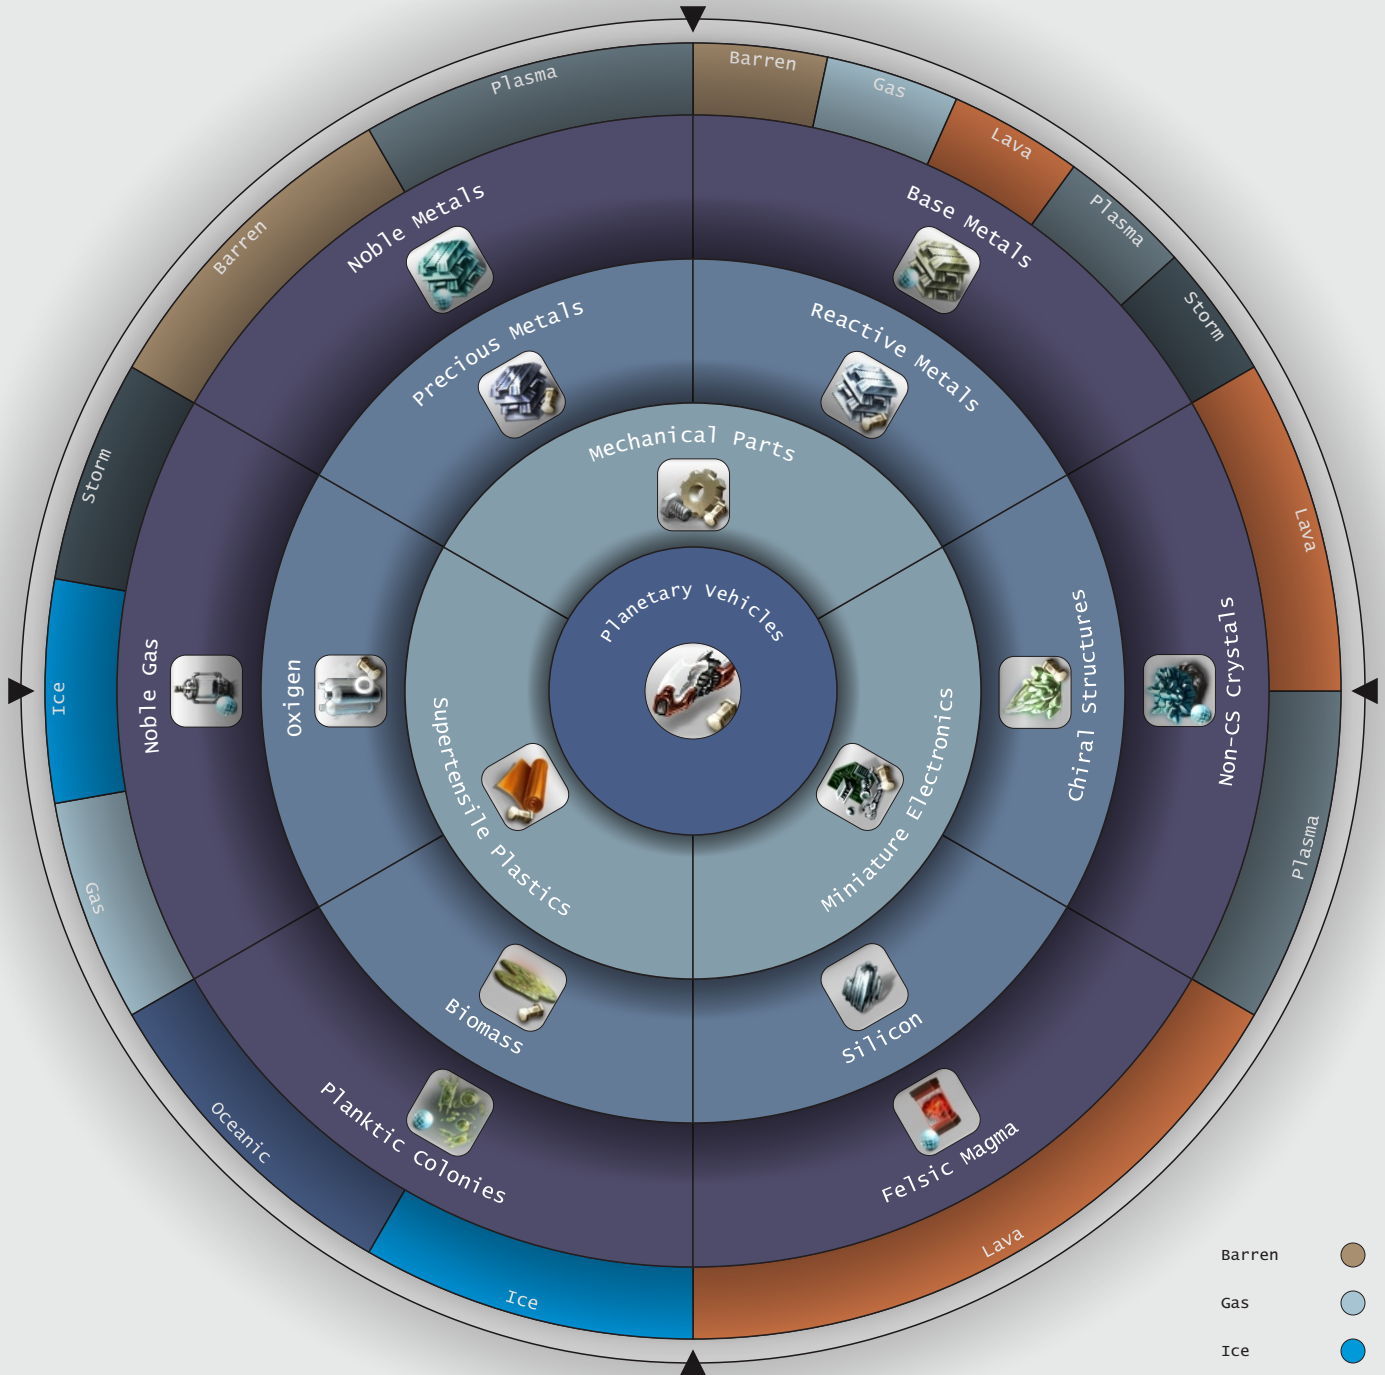 Plasma
Barren
Gas
Lava
Plasma
Storm
Barren
Storm
Ice
Gas
Oceanic
Ice
Lava
Plasma
Lava
Noble Metals
Base Metals
Noble Gas
Non-CS Crystals
Planktic Colonies
Felsic Magma
Precious Metals
Reactive Metals
Oxigen
Chiral Structures
Biomass
Silicon
Mechanical Parts
Supertensile Plastics
Miniature Electronics
Planetary Vehicles
Barren
Gas
Ice